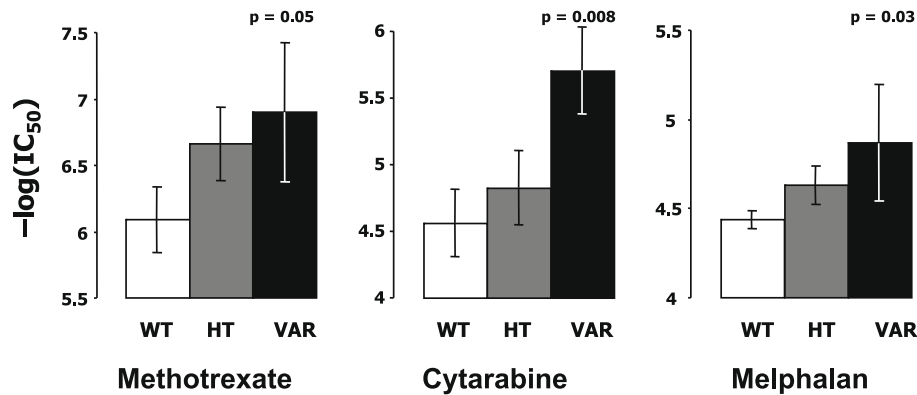 p = 0.05
p = 0.008
p = 0.03
−log(IC50)
7.5
7
6.5
6
5.5
6
5.5
5
4.5
4
5.5
5
4.5
4
WT HT VAR
WT HT VAR
WT HT VAR
Methotrexate
Cytarabine
Melphalan